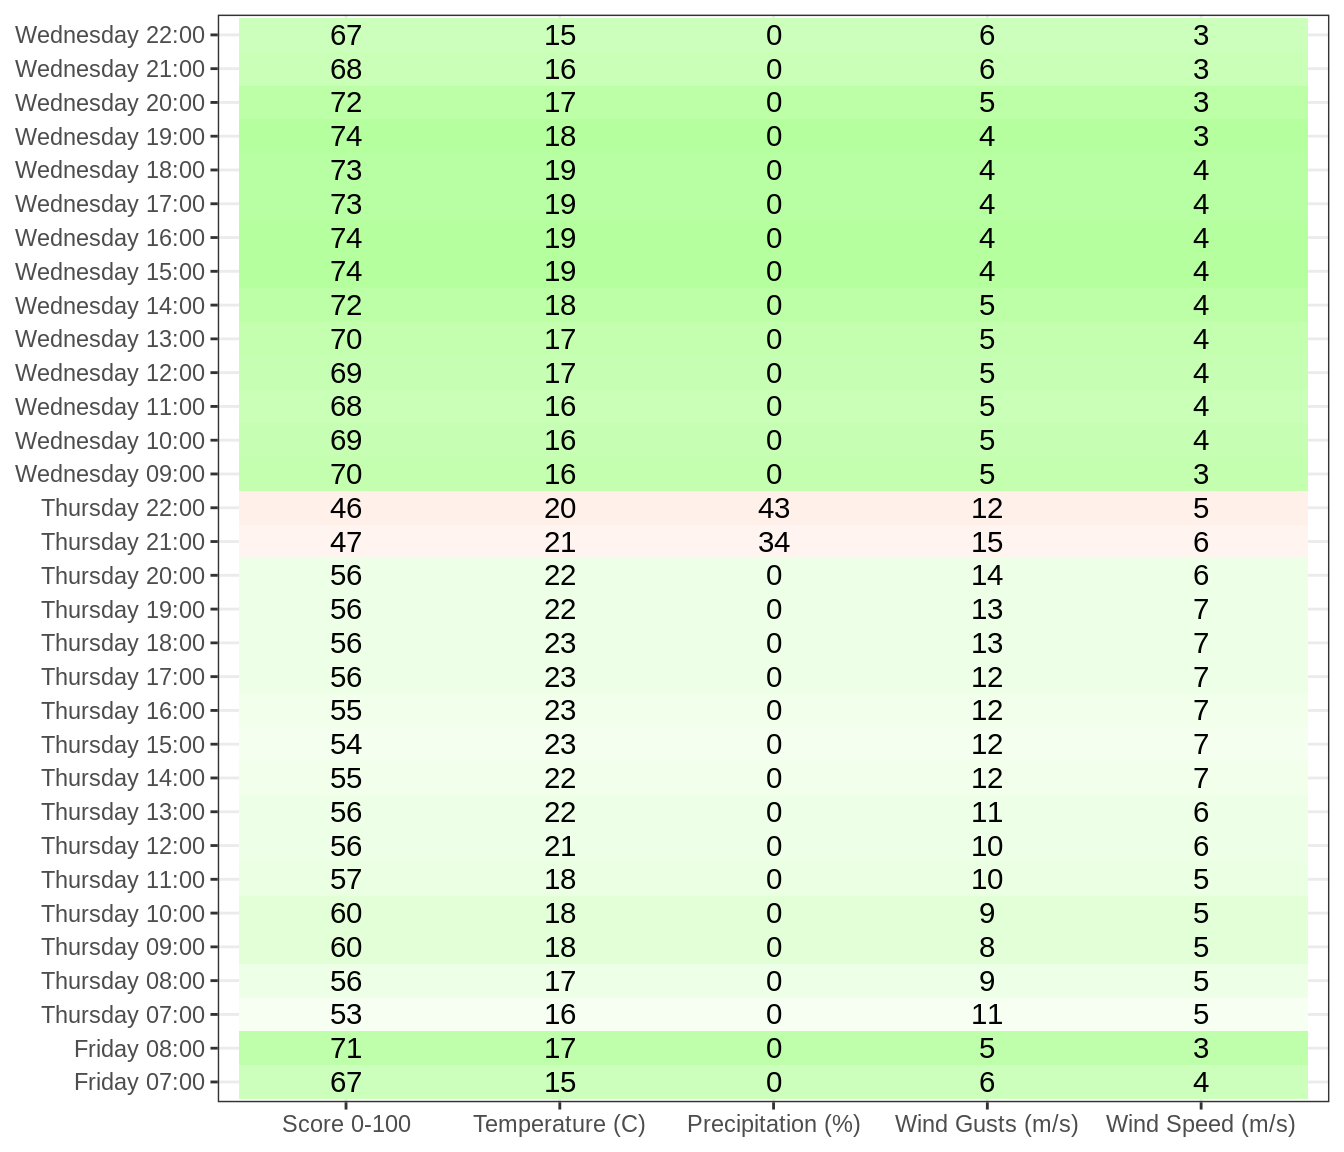 Wednesday 22:00 67 15 0 6 3
Wednesday 21:00 68 16 0 6 3
Wednesday 20:00 72 17 0 5 3
Wednesday 19:00 74 18 0 4 3
Wednesday 18:00 73 19 0 4 4
Wednesday 17:00 73 19 0 4 4
Wednesday 16:00 74 19 0 4 4
Wednesday 15:00 74 19 0 4 4
Wednesday 14:00 72 18 0 5 4
Wednesday 13:00 70 17 0 5 4
Wednesday 12:00 69 17 0 5 4
Wednesday 11:00 68 16 0 5 4
Wednesday 10:00 69 16 0 5 4
Wednesday 09:00 70 16 0 5 3
Thursday 22:00 46 20 43 12 5
Thursday 21:00 47 21 34 15 6
Thursday 20:00 56 22 0 14 6
Thursday 19:00 56 22 0 13 7
Thursday 18:00 56 23 0 13 7
Thursday 17:00 56 23 0 12 7
Thursday 16:00 55 23 0 12 7
Thursday 15:00 54 23 0 12 7
Thursday 14:00 55 22 0 12 7
Thursday 13:00 56 22 0 11 6
Thursday 12:00 56 21 0 10 6
Thursday 11:00 57 18 0 10 5
Thursday 10:00 60 18 0 9 5
Thursday 09:00 60 18 0 8 5
Thursday 08:00 56 17 0 9 5
Thursday 07:00 53 16 0 11 5
Friday 08:00 71 17 0 5 3
Friday 07:00 67 15 0 6 4
Score 0-100 Temperature (C) Precipitation (%) Wind Gusts (m/s) Wind Speed (m/s)